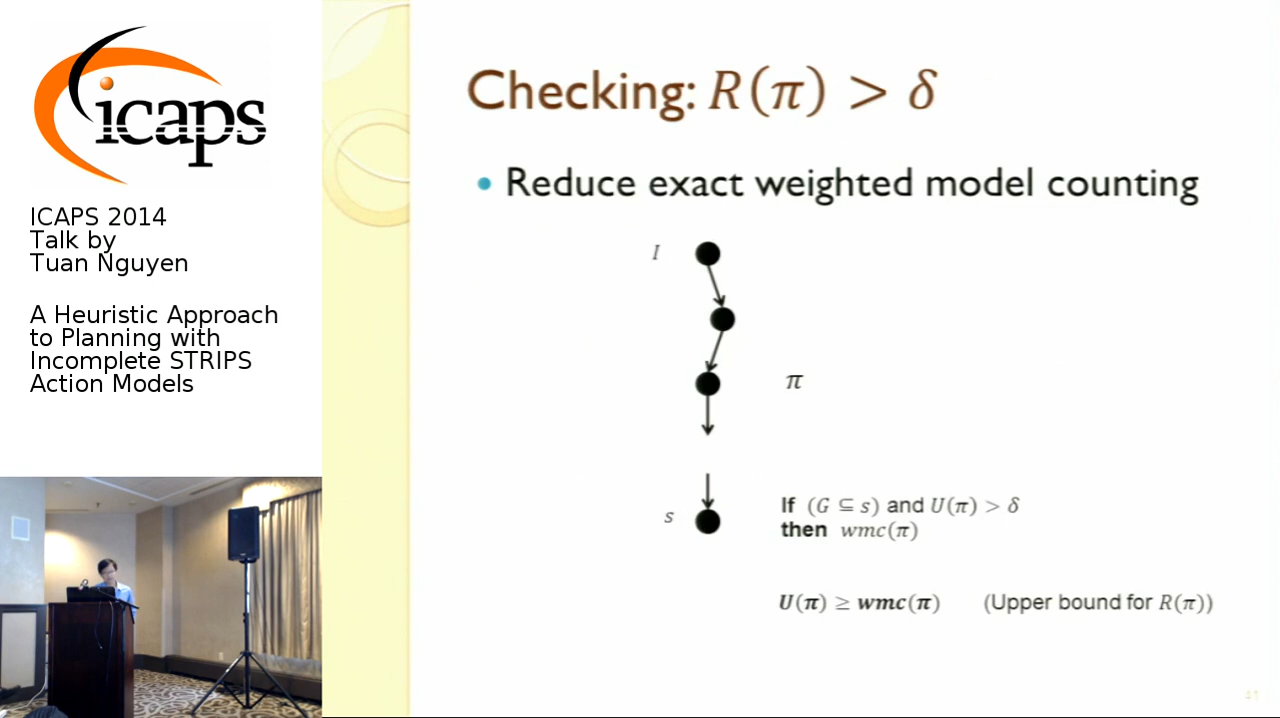 icaps
ICAPS 2014
Talk by
Tuan Nguyen
A Heuristic Approach
to Planning with
Incomplete STRIPS
Action Models
Checking: R(π) > δ
• Reduce exact weighted model counting
I
π
s
If (G ⊆ s) and U(π) > δ
then wmc(π)
U(π) ≥ wmc(π) (Upper bound for R(π))
41